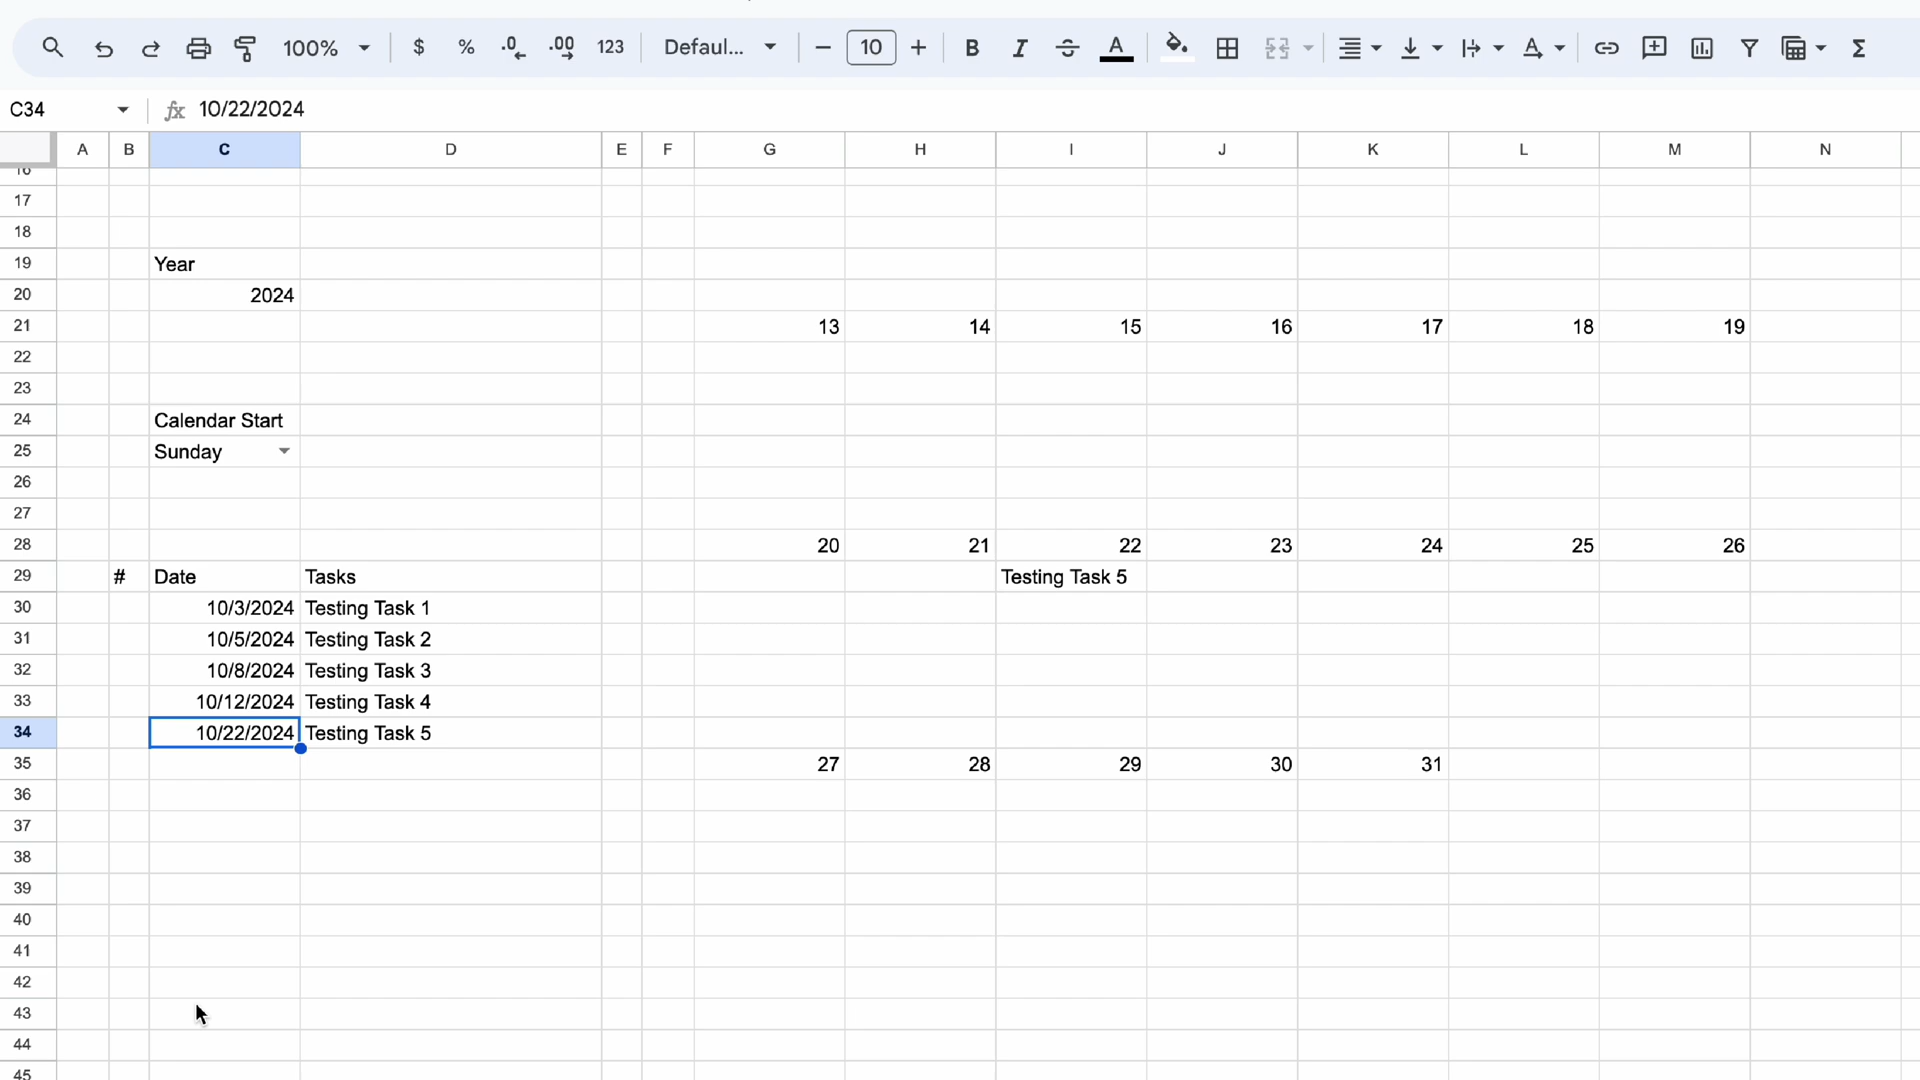 100% $ % .0 .00 123 Defaul... 10 B I S A Σ
C34 fx 10/22/2024
A B C D E F G H I J K L M N
16
17
18
19 Year
20 2024
21 13 14 15 16 17 18 19
22
23
24 Calendar Start
25 Sunday
26
27
28 20 21 22 23 24 25 26
29 # Date Tasks Testing Task 5
30 10/3/2024 Testing Task 1
31 10/5/2024 Testing Task 2
32 10/8/2024 Testing Task 3
33 10/12/2024 Testing Task 4
34 10/22/2024 Testing Task 5
35 27 28 29 30 31
36
37
38
39
40
41
42
43
44
45